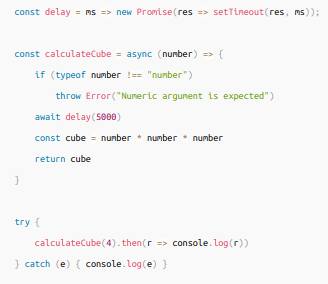 const delay = ms => new Promise(res => setTimeout(res, ms));
const calculateCube = async (number) => {
if (typeof number !== "number")
throw Error("Numeric argument is expected")
await delay(5000)
const cube = number * number * number
return cube
}
try {
calculateCube(4).then(r => console.log(r))
} catch (e) { console.log(e) }